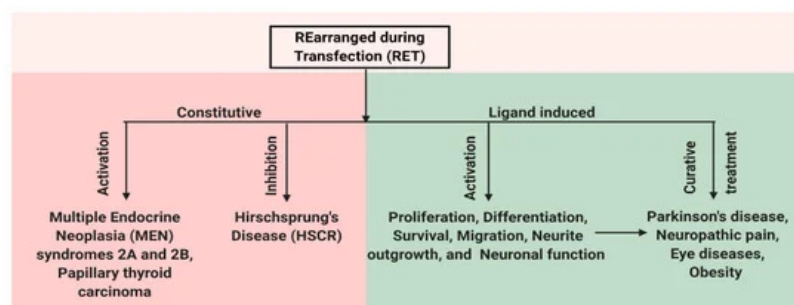 REarranged during
Transfection (RET)
Constitutive
Ligand induced
Activation
Inhibition
Activation
Curative
treatment
Multiple Endocrine
Neoplasia (MEN)
syndromes 2A and 2B,
Papillary thyroid
carcinoma
Hirschsprung's
Disease (HSCR)
Proliferation, Differentiation,
Survival, Migration, Neurite
outgrowth, and Neuronal function
Parkinson's disease,
Neuropathic pain,
Eye diseases,
Obesity